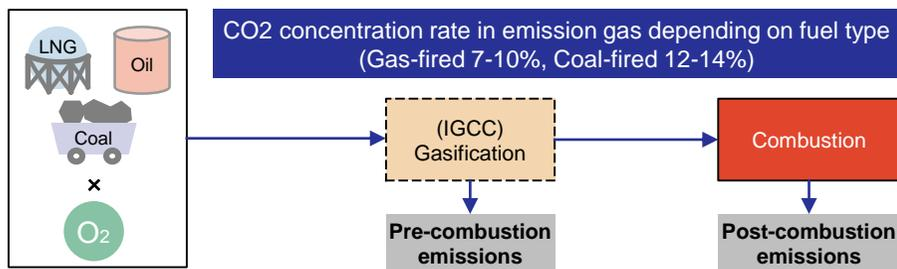 CO2 concentration rate in emission gas depending on fuel type
(Gas-fired 7-10%, Coal-fired 12-14%)
LNG
Oil
Coal
×
O2
(IGCC)
Gasification
Combustion
Pre-combustion
emissions
Post-combustion
emissions